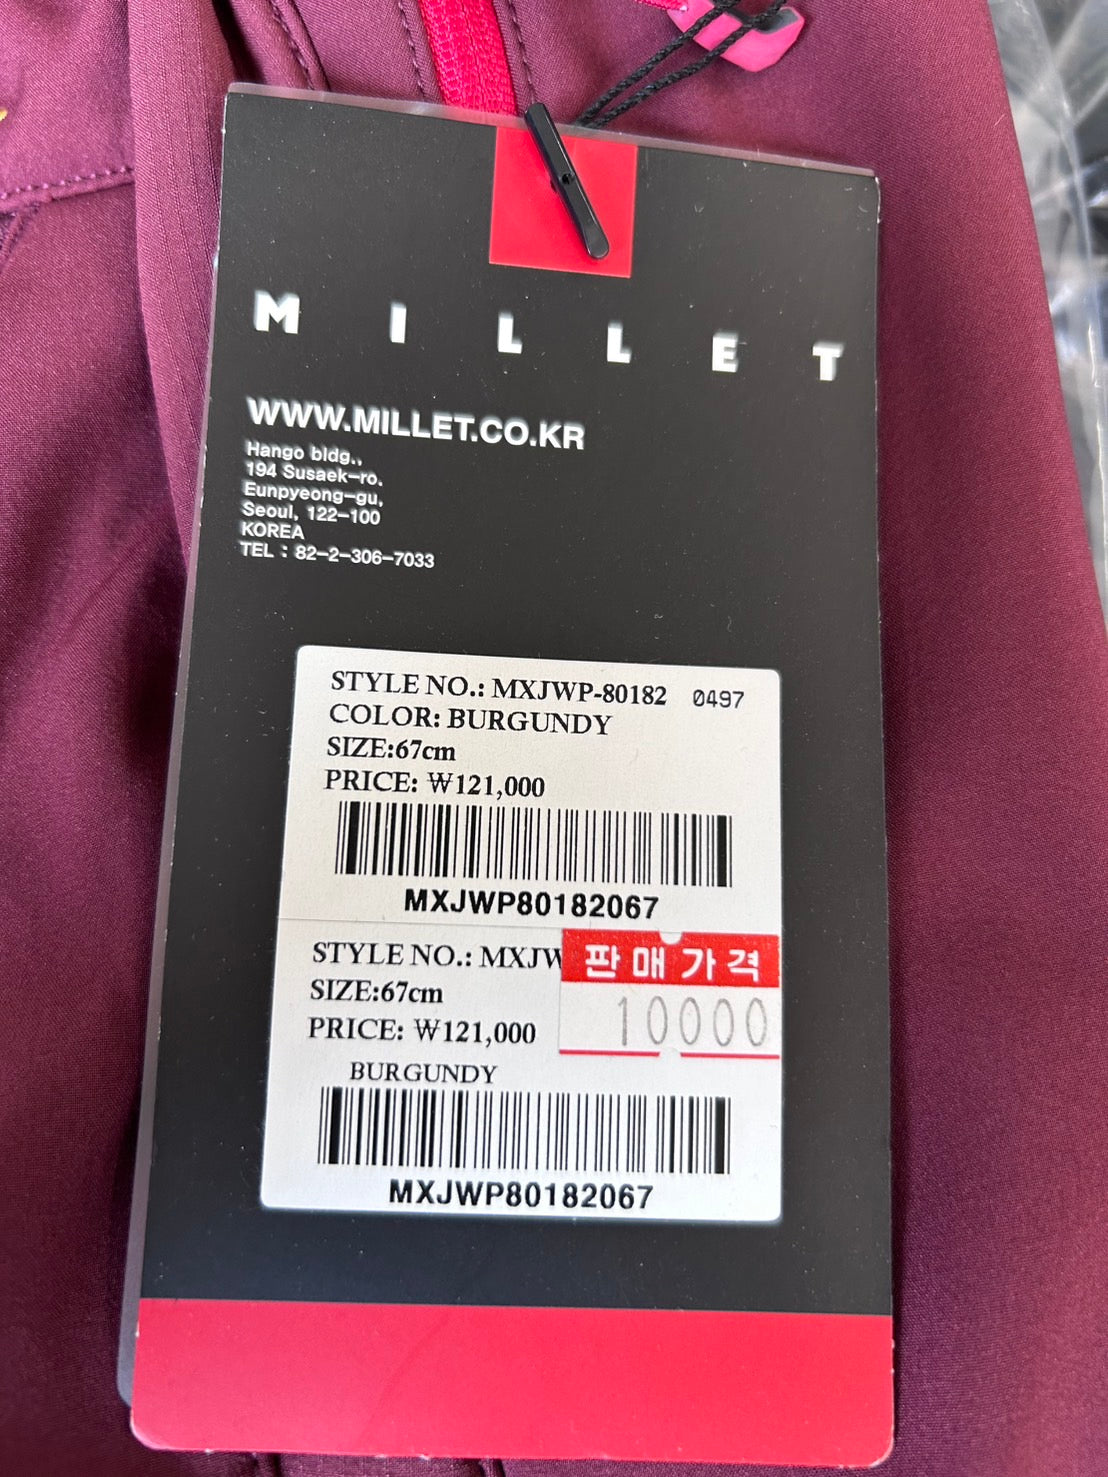 MILLET
WWW.MILLET.CO.KR
Hango bldg.,
194 Susaek-ro,
Eunpyeong-gu,
Seoul, 122-100
KOREA
TEL : 82-2-306-7033
STYLE NO.: MXJWP-80182 0497
COLOR: BURGUNDY
SIZE:67cm
PRICE: ₩121,000
MXJWP80182067
STYLE NO.: MXJW
판매가격
SIZE:67cm
10000
PRICE: ₩121,000
BURGUNDY
MXJWP80182067